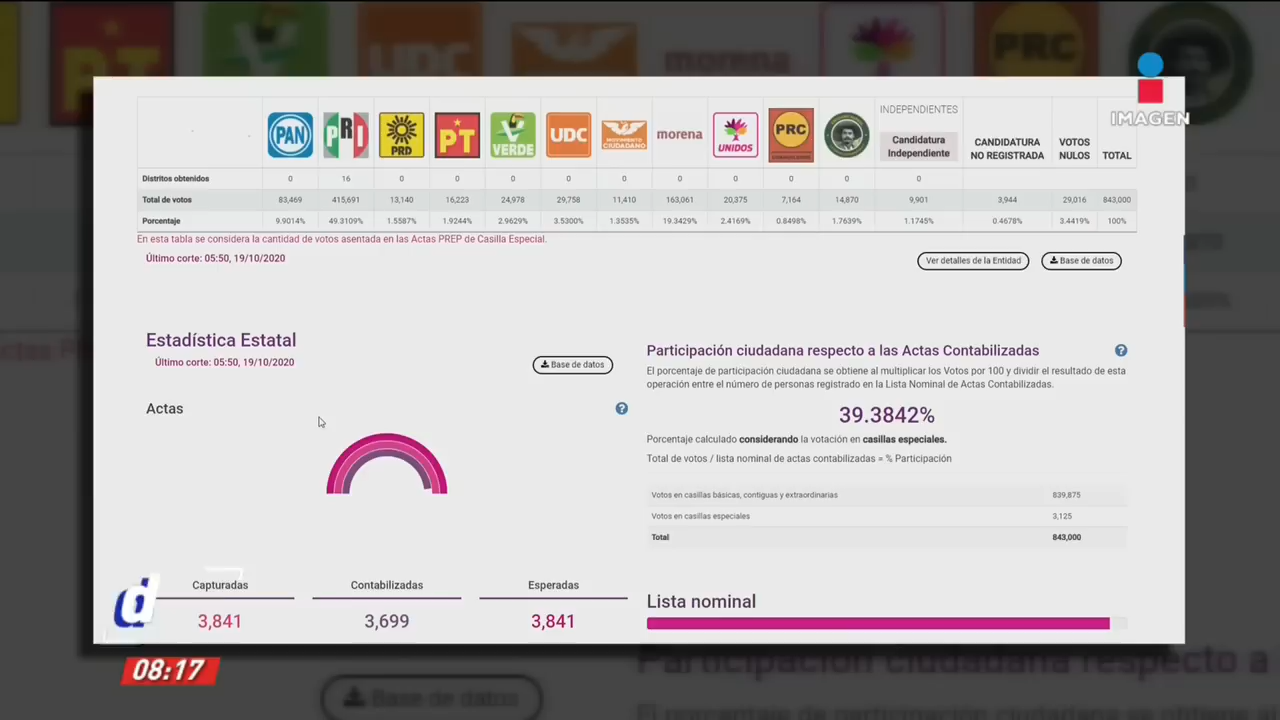 PT
UDC
morena
PRC
IMAGEN
PAN
PRI
PRD
PT
VERDE
UDC
MOVIMIENTO CIUDADANO
morena
UNIDOS
PRC
INDEPENDIENTES
Candidatura Independiente
CANDIDATURA NO REGISTRADA
VOTOS NULOS
TOTAL
Distritos obtenidos 0 16 0 0 0 0 0 0 0 0 0 0
Total de votos 83,469 415,691 13,140 16,223 24,978 29,758 11,410 163,061 20,375 7,164 14,870 9,901 3,944 29,016 843,000
Porcentaje 9.9014% 49.3109% 1.5587% 1.9244% 2.9629% 3.5300% 1.3535% 19.3429% 2.4169% 0.8498% 1.7639% 1.1745% 0.4678% 3.4419% 100%
En esta tabla se considera la cantidad de votos asentada en las Actas PREP de Casilla Especial.
Último corte: 05:50, 19/10/2020
Ver detalles de la Entidad
Base de datos
Estadística Estatal
Último corte: 05:50, 19/10/2020
Base de datos
Actas
?
Capturadas Contabilizadas Esperadas
3,841 3,699 3,841
Participación ciudadana respecto a las Actas Contabilizadas
?
El porcentaje de participación ciudadana se obtiene al multiplicar los Votos por 100 y dividir el resultado de esta
operación entre el número de personas registrado en la Lista Nominal de Actas Contabilizadas.
39.3842%
Porcentaje calculado considerando la votación en casillas especiales.
Total de votos / lista nominal de actas contabilizadas = % Participación
Votos en casillas básicas, contiguas y extraordinarias 839,875
Votos en casillas especiales 3,125
Total 843,000
Lista nominal
d
08:17
Participación ciudadana respecto a
Base de datos